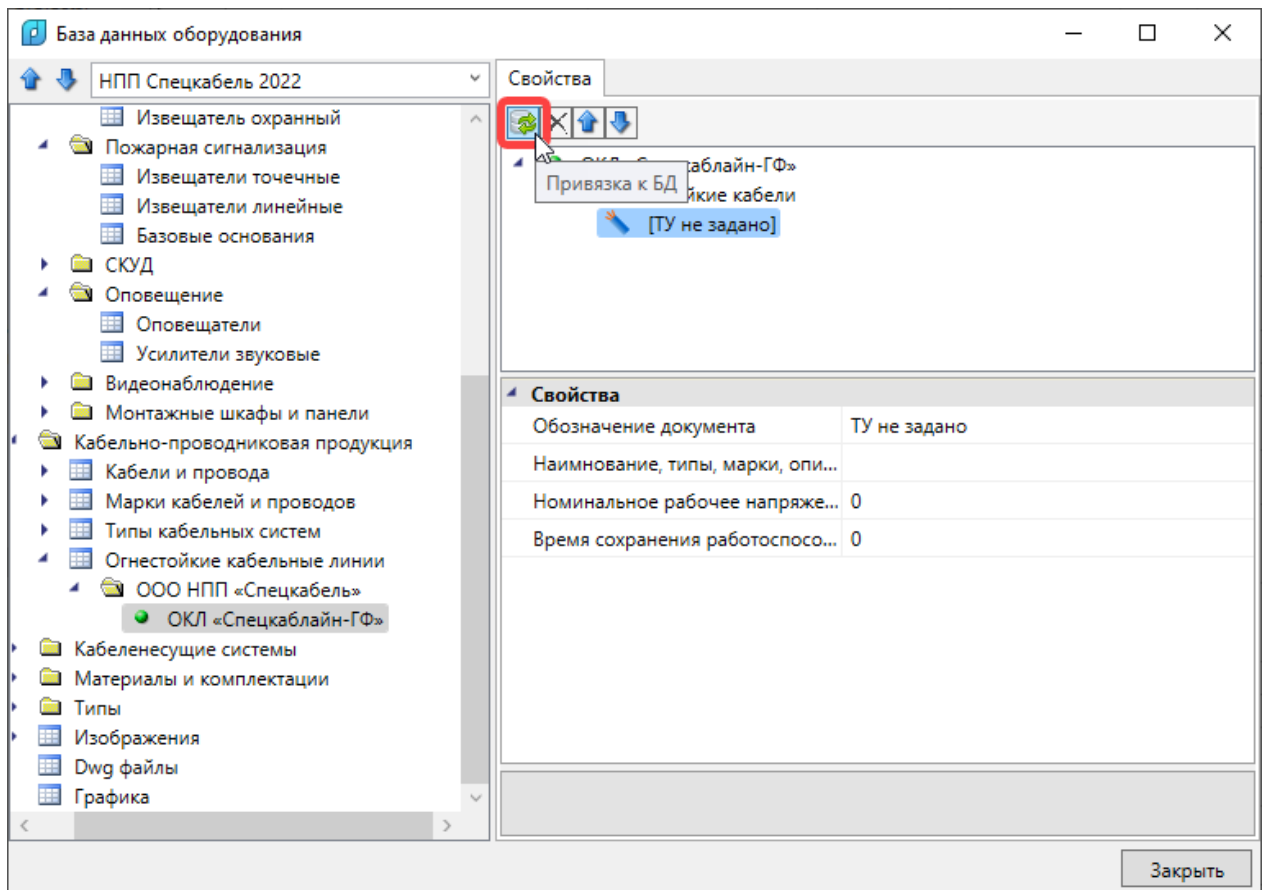 База данных оборудования
НПП Спецкабель 2022
Извещатель охранный
Пожарная сигнализация
Извещатели точечные
Извещатели линейные
Базовые основания
СКУД
Оповещение
Оповещатели
Усилители звуковые
Видеонаблюдение
Монтажные шкафы и панели
Кабельно-проводниковая продукция
Кабели и провода
Марки кабелей и проводов
Типы кабельных систем
Огнестойкие кабельные линии
ООО НПП «Спецкабель»
ОКЛ «Спецкаблайн-ГФ»
Кабеленесущие системы
Материалы и комплектации
Типы
Изображения
Dwg файлы
Графика
Свойства
аблайн-ГФ»
Привязка к БД
йкие кабели
[ТУ не задано]
Свойства
Обозначение документа ТУ не задано
Наимнование, типы, марки, опи...
Номинальное рабочее напряже... 0
Время сохранения работоспосо... 0
Закрыть